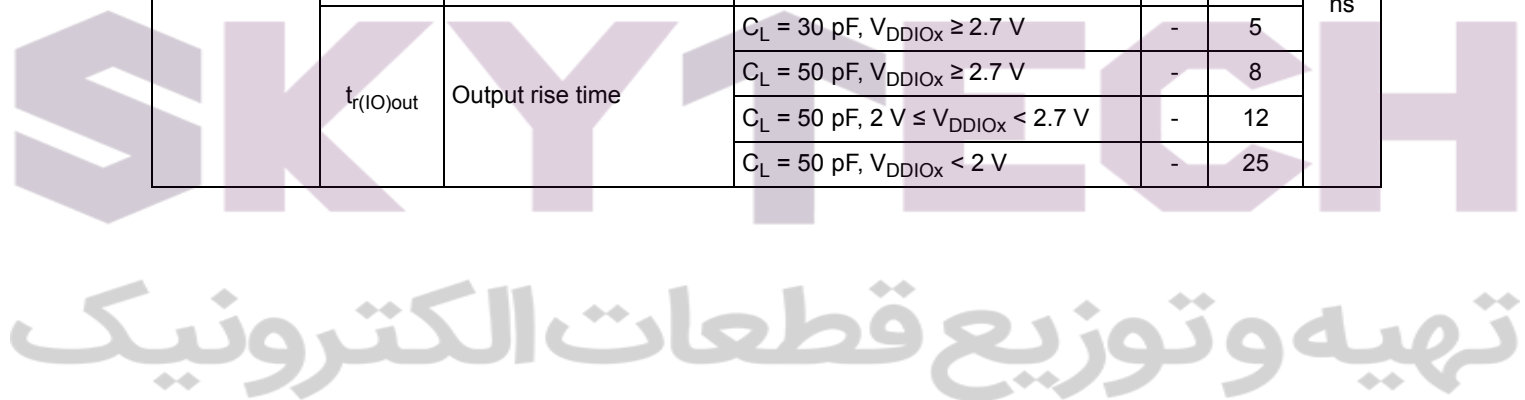 ns
CL = 30 pF, VDDIOx ≥ 2.7 V - 5
CL = 50 pF, VDDIOx ≥ 2.7 V - 8
tr(IO)out Output rise time
CL = 50 pF, 2 V ≤ VDDIOx < 2.7 V - 12
CL = 50 pF, VDDIOx < 2 V - 25
SKYTECH
تهیه و توزیع قطعات الکترونیک